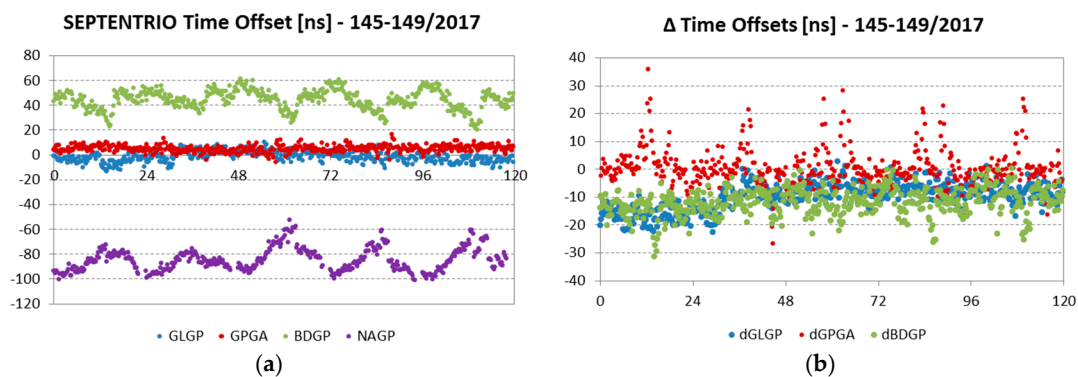 SEPTENTRIO Time Offset [ns] - 145-149/2017
80
60
40
20
0
-20
-40
-60
-80
-100
-120
0 24 48 72 96 120
GLGP GPGA BDGP NAGP
(a)
Δ Time Offsets [ns] - 145-149/2017
40
30
20
10
0
-10
-20
-30
-40
0 24 48 72 96 120
dGLGP dGPGA dBDGP
(b)